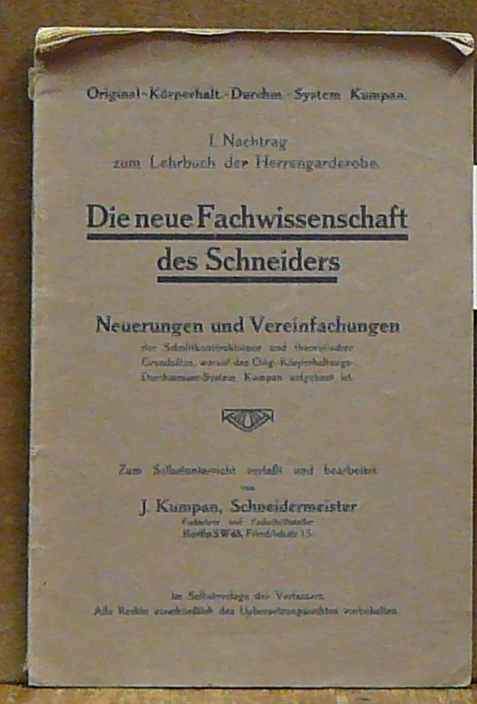 Original-Körperhalt.-Durchm.-System Kumpan.
I. Nachtrag
zum Lehrbuch der Herrengarderobe.
Die neue Fachwissenschaft
des Schneiders
Neuerungen und Vereinfachungen
der Schnittkonstruktionen und theoretischer
Grundsätze, worauf das Orig.-Körperhaltungs-
Durchmesser-System Kumpan aufgebaut ist.
Zum Selbstunterricht verfaßt und bearbeitet
von
J. Kumpan, Schneidermeister
Fachlehrer und Fachschriftsteller
Berlin SW 68,
Im Selbstverlage des Verfassers.
Alle Rechte einschließlich des Uebersetzungsrechtes vorbehalten.